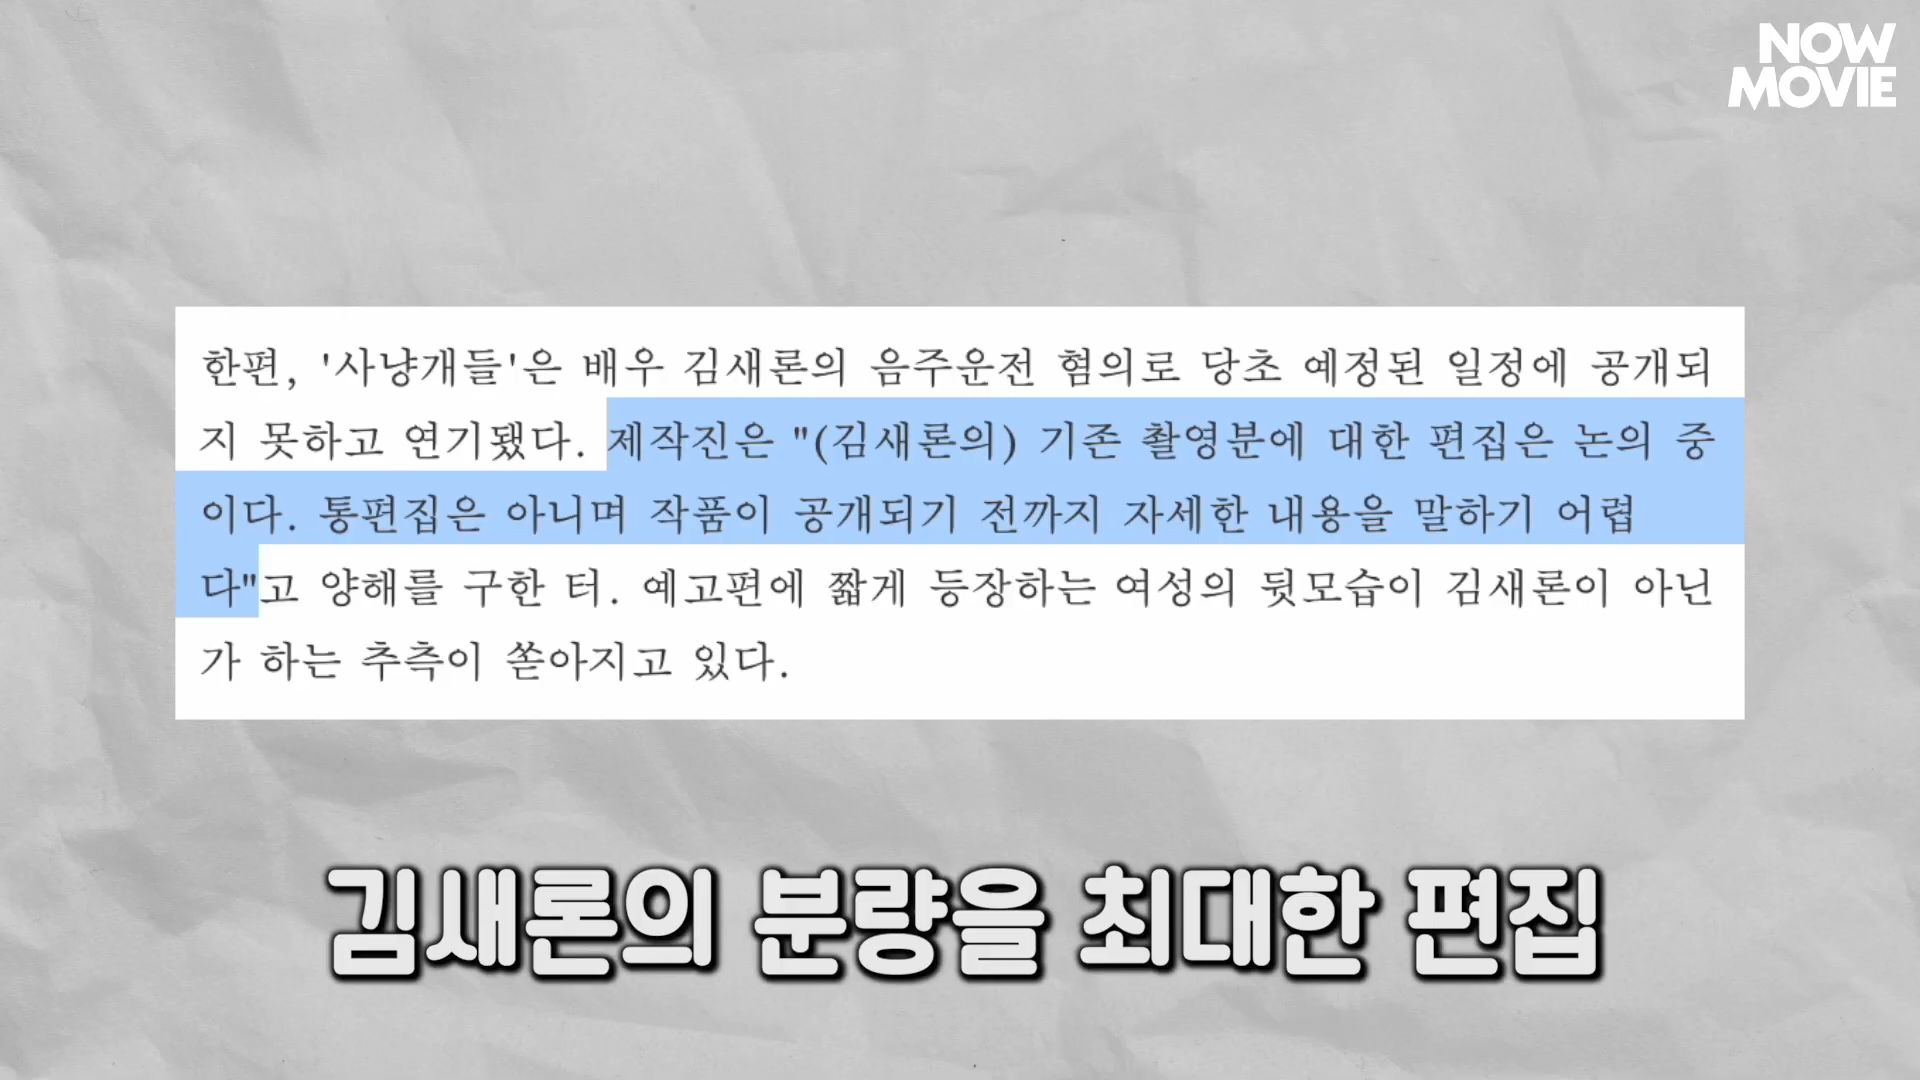 NOW
MOVIE
한편, '사냥개들'은 배우 김새론의 음주운전 혐의로 당초 예정된 일정에 공개되
지 못하고 연기됐다. 제작진은 "(김새론의) 기존 촬영분에 대한 편집은 논의 중
이다. 통편집은 아니며 작품이 공개되기 전까지 자세한 내용을 말하기 어렵
다"고 양해를 구한 터. 예고편에 짧게 등장하는 여성의 뒷모습이 김새론이 아닌
가 하는 추측이 쏟아지고 있다.
김새론의 분량을 최대한 편집